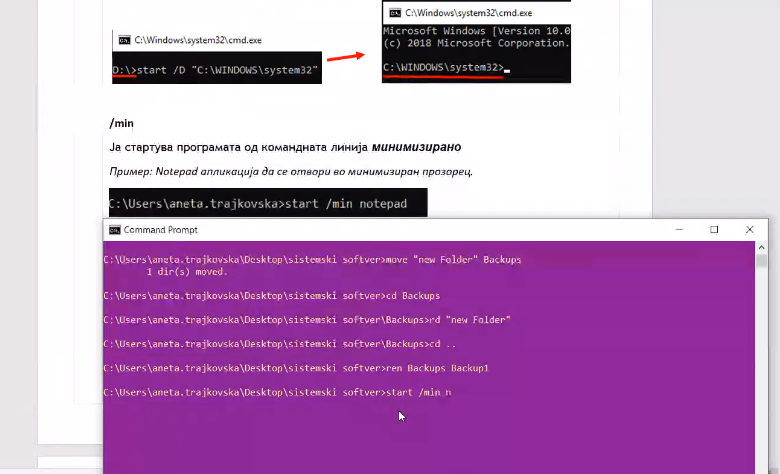 C:\Windows\system32\cmd.exe
Microsoft Windows [Version 10.0
(c) 2018 Microsoft Corporation.
C:\WINDOWS\system32>
C:\Windows\system32\cmd.exe
D:\>start /D "C:\WINDOWS\system32"
/min
Ја стартува програмата од командната линија минимизирано
Пример: Notepad апликација да се отвори во минимизиран прозорец.
C:\Users\aneta.trajkovska>start /min notepad
Command Prompt
C:\Users\aneta.trajkovska\Desktop\sistemski softver>move "new Folder" Backups
1 dir(s) moved.
C:\Users\aneta.trajkovska\Desktop\sistemski softver>cd Backups
C:\Users\aneta.trajkovska\Desktop\sistemski softver\Backups>rd "new Folder"
C:\Users\aneta.trajkovska\Desktop\sistemski softver\Backups>cd ..
C:\Users\aneta.trajkovska\Desktop\sistemski softver>ren Backups Backup1
C:\Users\aneta.trajkovska\Desktop\sistemski softver>start /min n